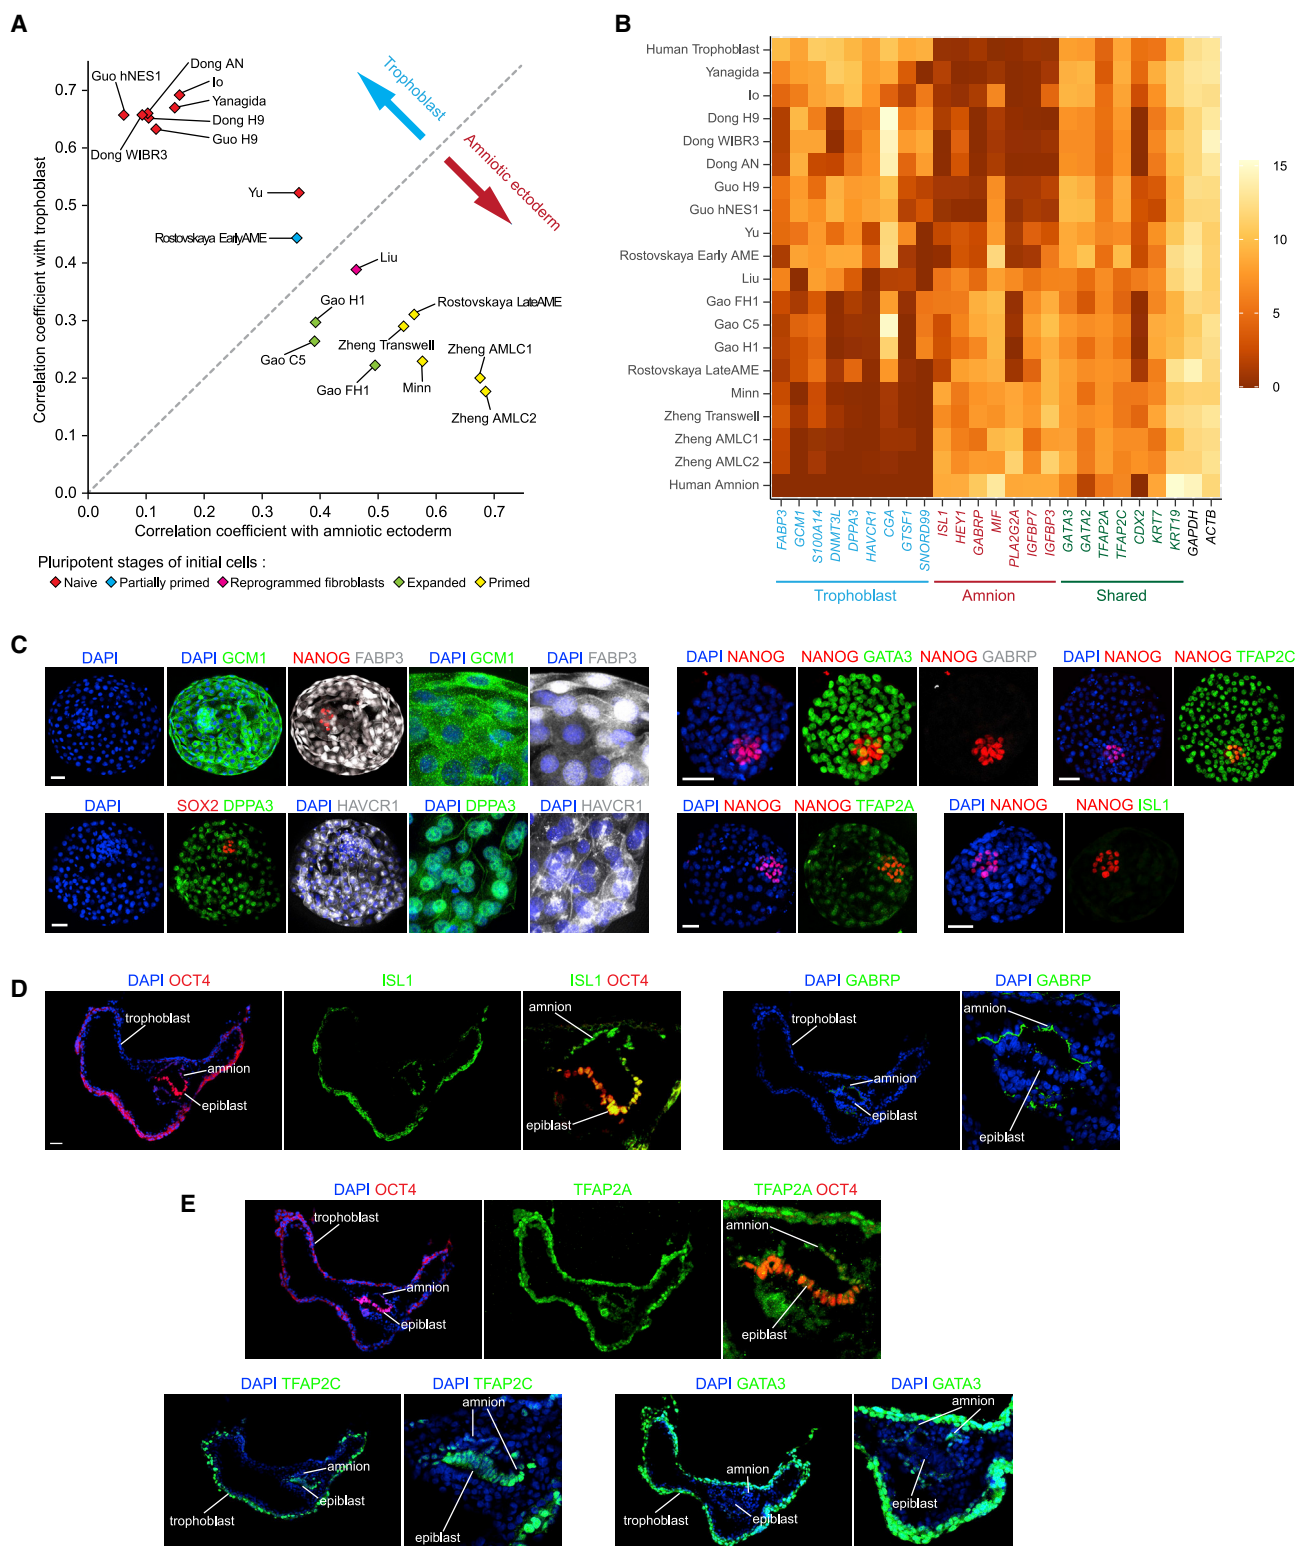 A
Correlation coefficient with trophoblast
0.7
0.6
0.5
0.4
0.3
0.2
0.1
0.0
0.0 0.1 0.2 0.3 0.4 0.5 0.6 0.7
Correlation coefficient with amniotic ectoderm
Trophoblast
Amniotic ectoderm
Dong AN
Guo hNES1
Io
Yanagida
Dong H9
Guo H9
Dong WIBR3
Yu
Rostovskaya EarlyAME
Liu
Gao H1
Rostovskaya LateAME
Gao C5
Zheng Transwell
Zheng AMLC1
Gao FH1
Minn
Zheng AMLC2
Pluripotent stages of initial cells :
Naive Partially primed Reprogrammed fibroblasts Expanded Primed
B
Human Trophoblast
Yanagida
Io
Dong H9
Dong WIBR3
Dong AN
Guo H9
Guo hNES1
Yu
Rostovskaya Early AME
Liu
Gao FH1
Gao C5
Gao H1
Rostovskaya LateAME
Minn
Zheng Transwell
Zheng AMLC1
Zheng AMLC2
Human Amnion
FABP3
GCM1
S100A14
DNMT3L
DPPA3
HAVCR1
CGA
GTSF1
SNORD99
ISL1
HEY1
GABRP
MIF
PLA2G2A
IGFBP7
IGFBP3
GATA3
GATA2
TFAP2A
TFAP2C
CDX2
KRT7
KRT19
GAPDH
ACTB
Trophoblast Amnion Shared
15
10
5
0
C
DAPI DAPI GCM1 NANOG FABP3 DAPI GCM1 DAPI FABP3 DAPI NANOG NANOG GATA3 NANOG GABRP DAPI NANOG NANOG TFAP2C
DAPI SOX2 DPPA3 DAPI HAVCR1 DAPI DPPA3 DAPI HAVCR1 DAPI NANOG NANOG TFAP2A DAPI NANOG NANOG ISL1
D
DAPI OCT4 ISL1 ISL1 OCT4 DAPI GABRP DAPI GABRP
trophoblast
amnion
epiblast
amnion
epiblast
trophoblast
amnion
epiblast
amnion
epiblast
E
DAPI OCT4 TFAP2A TFAP2A OCT4
trophoblast
amnion
epiblast
amnion
epiblast
DAPI TFAP2C DAPI TFAP2C DAPI GATA3 DAPI GATA3
amnion
epiblast
trophoblast
amnion
epiblast
amnion
epiblast
trophoblast
amnion
epiblast